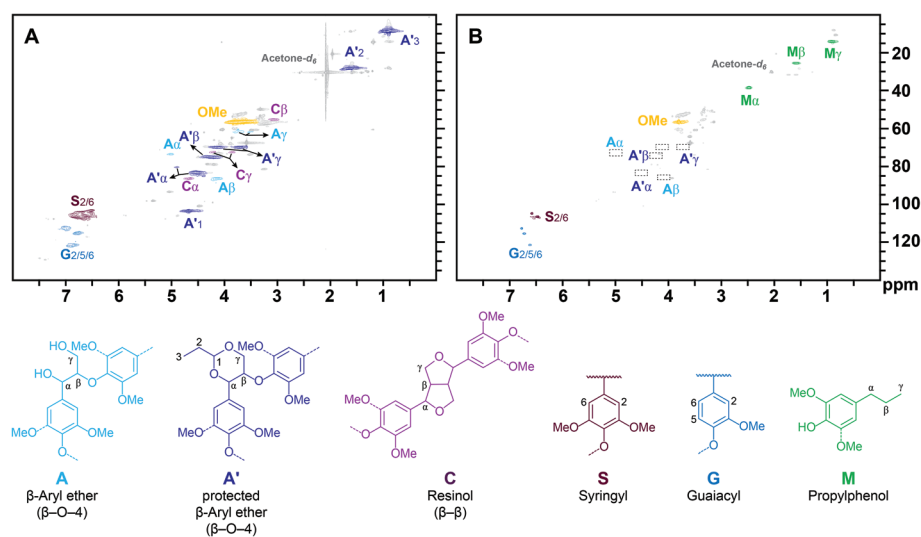 A
A'3
A'2
Acetone-d6
OMe
Cβ
A'β
Aγ
Aα
A'γ
A'α
Cγ
Cα
Aβ
S2/6
A'1
G2/5/6
7 6 5 4 3 2 1
B
Mβ
Mγ
Acetone-d6
Mα
OMe
Aα
A'β
A'γ
A'α
Aβ
S2/6
G2/5/6
20
40
60
80
100
120
7 6 5 4 3 2 1
ppm
HO
MeO
γ
HO
β
O
α
OMe
MeO
OMe
O
A
β-Aryl ether
(β–O–4)
2
3
O
MeO
γ
1
O
β
O
α
OMe
MeO
OMe
O
A'
protected
β-Aryl ether
(β–O–4)
OMe
O
O
γ
OMe
β
MeO
α
O
O
OMe
C
Resinol
(β–β)
6
2
MeO
OMe
O
S
Syringyl
6
2
5
OMe
O
G
Guaiacyl
MeO
α
γ
β
HO
OMe
M
Propylphenol